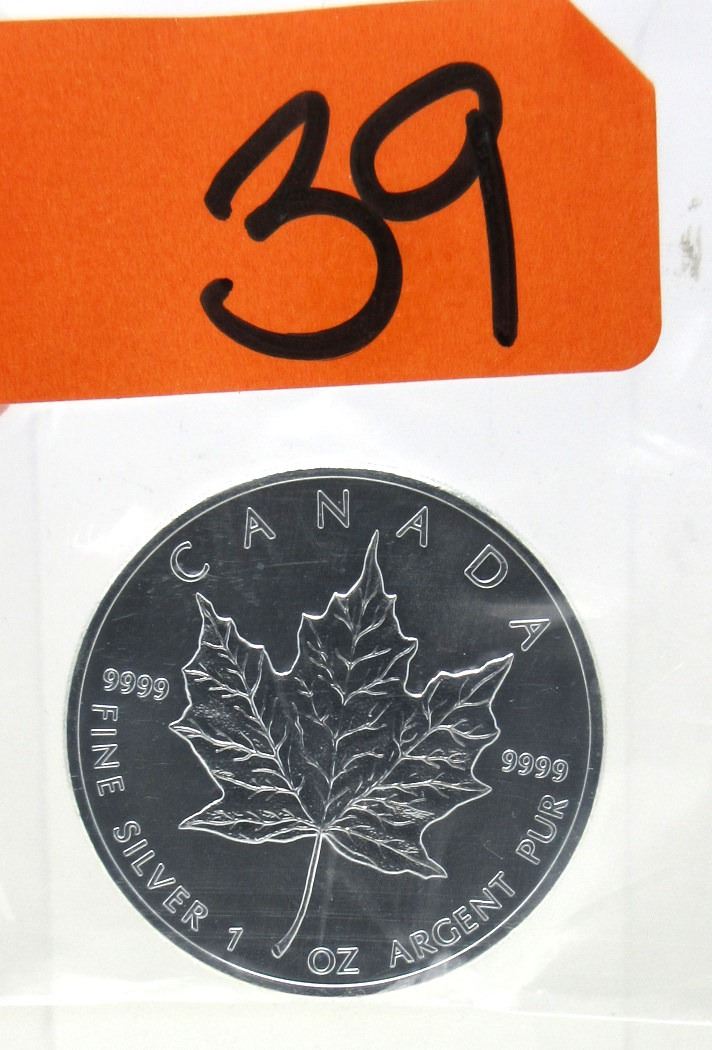 39
CANADA
9999
9999
FINE SILVER 1 OZ ARGENT PUR